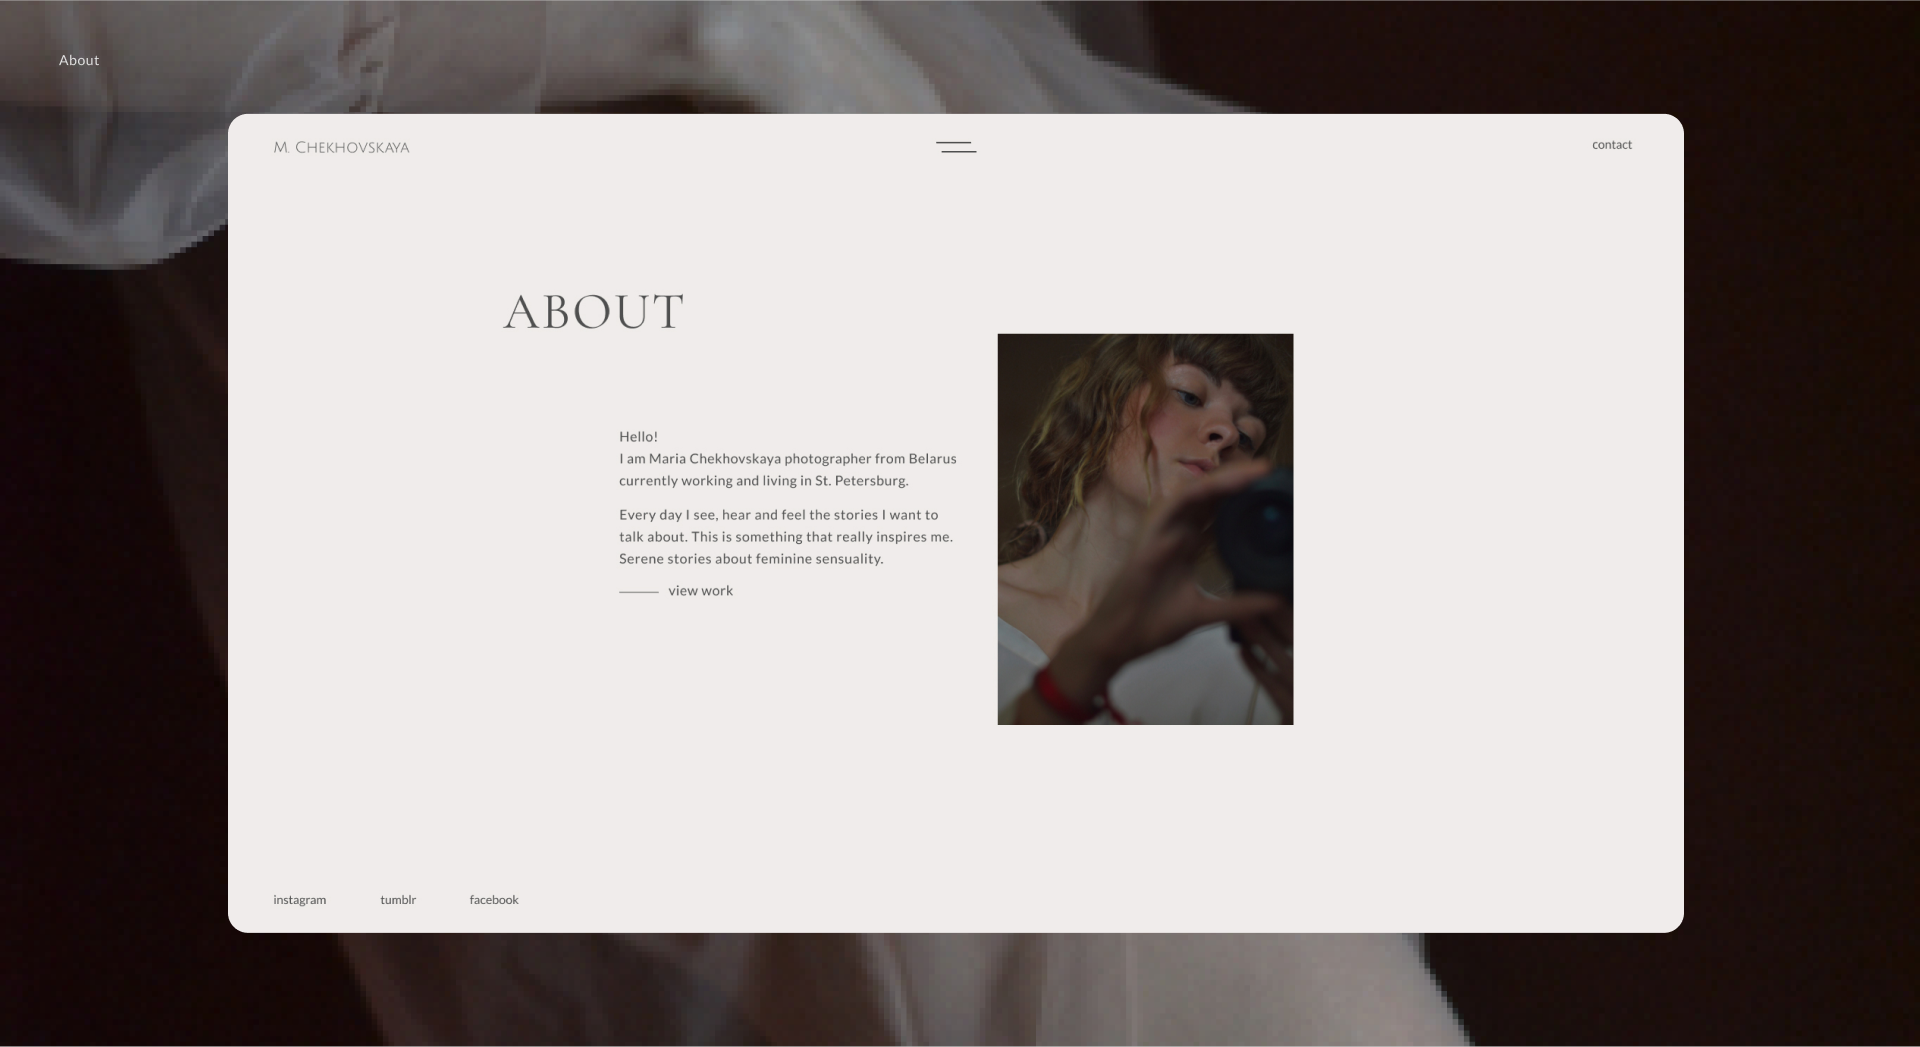 About
M. CHEKHOVSKAYA
contact
ABOUT
Hello!
I am Maria Chekhovskaya photographer from Belarus
currently working and living in St. Petersburg.
Every day I see, hear and feel the stories I want to
talk about. This is something that really inspires me.
Serene stories about feminine sensuality.
view work
instagram tumblr facebook